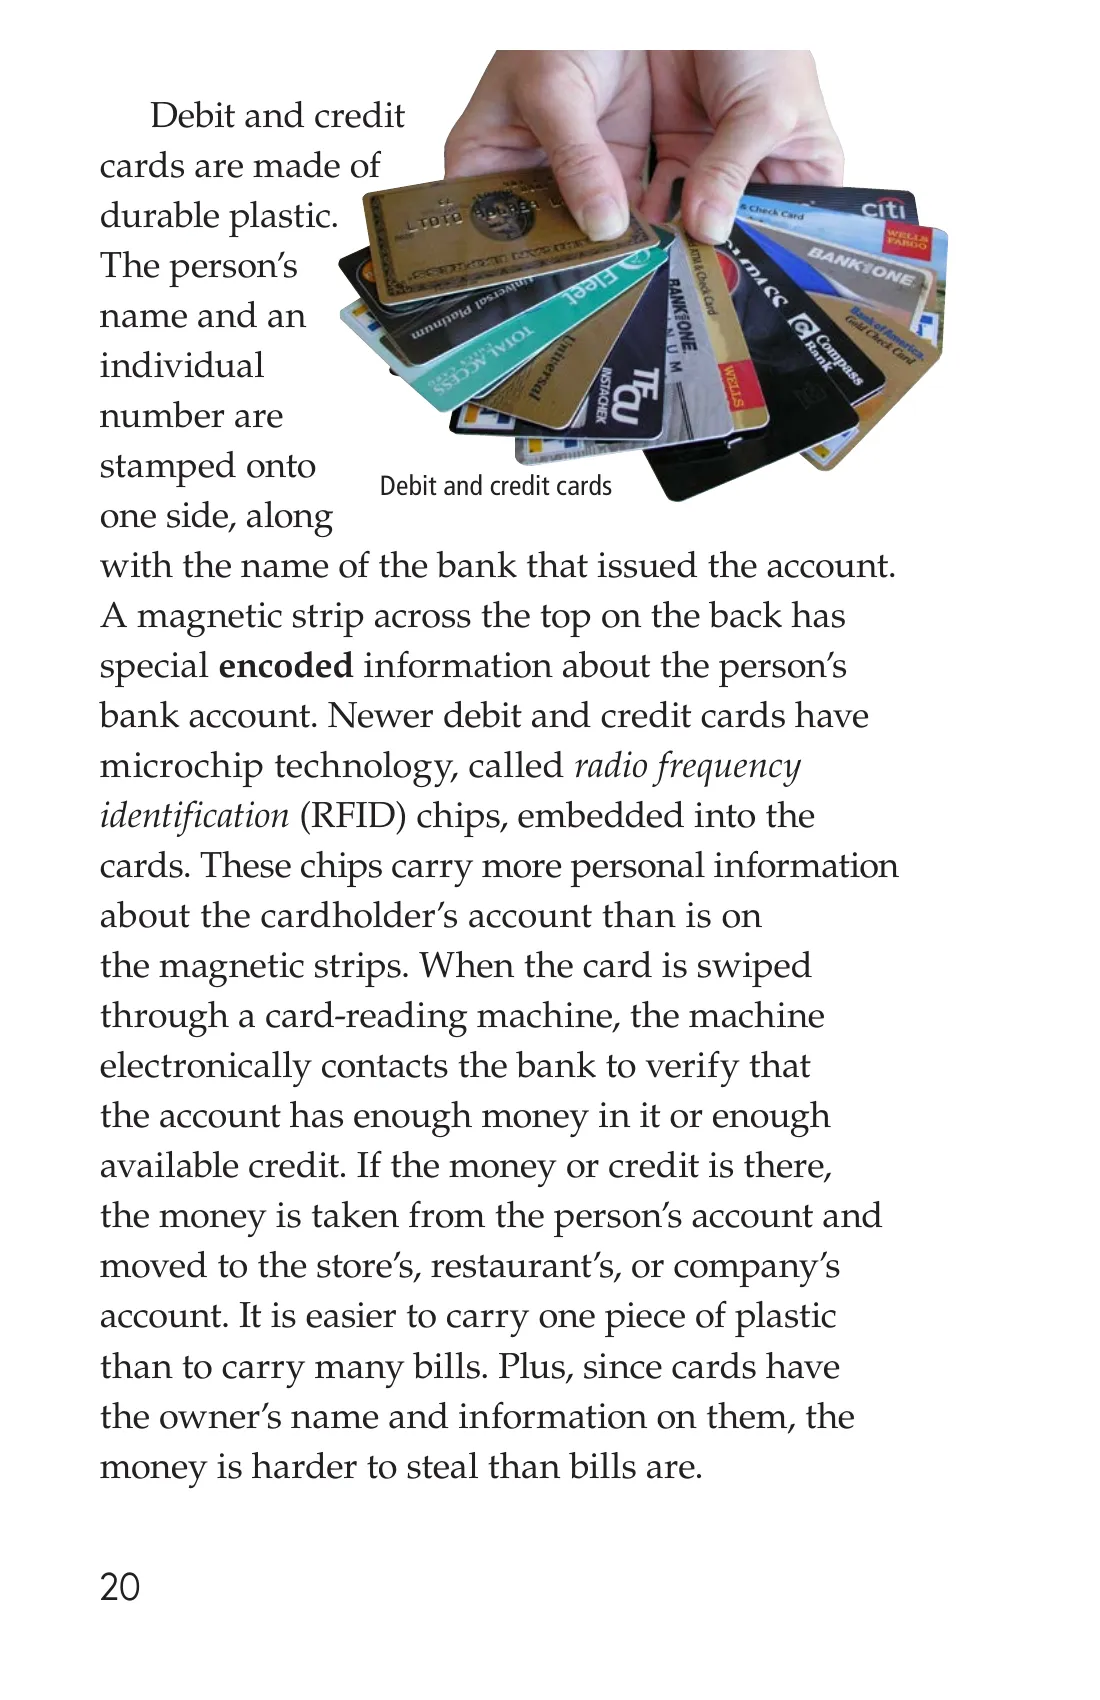 Debit and credit
cards are made of
durable plastic.
The person’s
name and an
individual
number are
stamped onto
one side, along
with the name of the bank that issued the account.
A magnetic strip across the top on the back has
special encoded information about the person’s
bank account. Newer debit and credit cards have
microchip technology, called radio frequency
identification (RFID) chips, embedded into the
cards. These chips carry more personal information
about the cardholder’s account than is on
the magnetic strips. When the card is swiped
through a card-reading machine, the machine
electronically contacts the bank to verify that
the account has enough money in it or enough
available credit. If the money or credit is there,
the money is taken from the person’s account and
moved to the store’s, restaurant’s, or company’s
account. It is easier to carry one piece of plastic
than to carry many bills. Plus, since cards have
the owner’s name and information on them, the
money is harder to steal than bills are.
citi
& Check Card
WELLS
FARGO
BANK ONE
Bank of America
Gold Check Card
Compass
Bank
ATM & Check Card
BANK ONE
WELLS
Fleet
Universal Platinum
TOTAL ACCESS
Universal
TFCU
INSTACHEK
Debit and credit cards
20